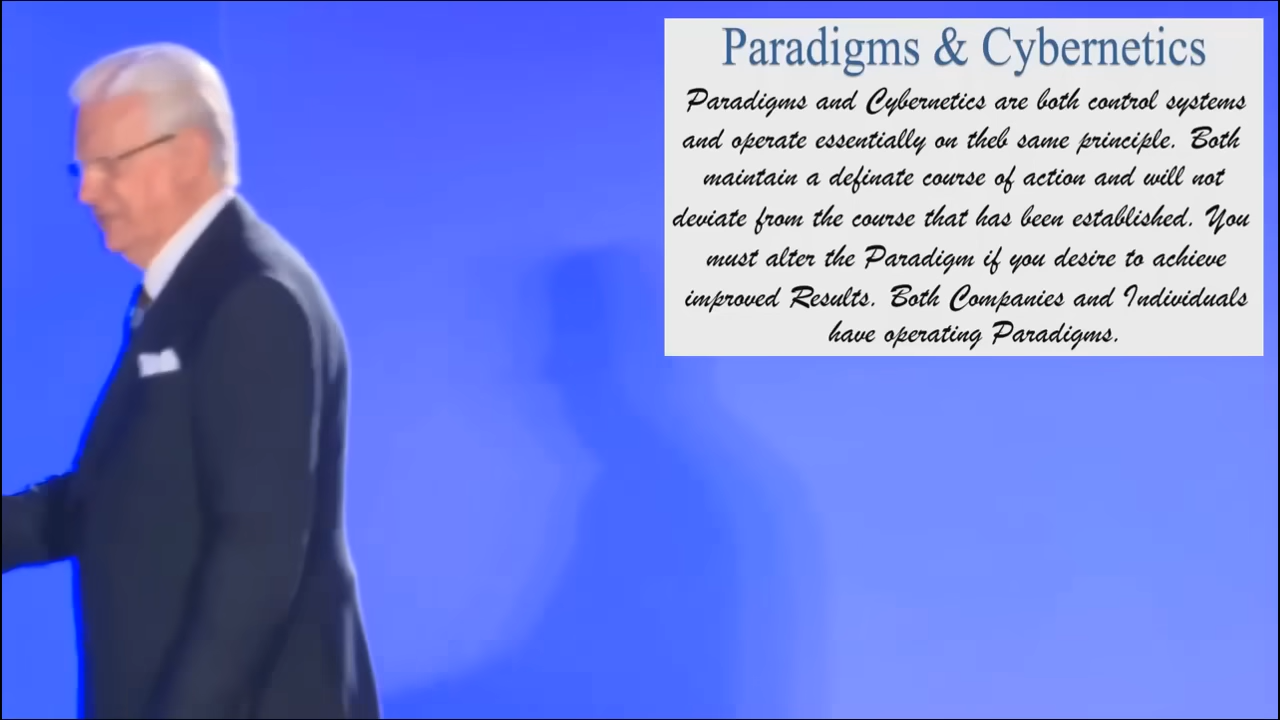 Paradigms & Cybernetics
Paradigms and Cybernetics are both control systems
and operate essentially on theb same principle. Both
maintain a definate course of action and will not
deviate from the course that has been established. You
must alter the Paradigm if you desire to achieve
improved Results. Both Companies and Individuals
have operating Paradigms.